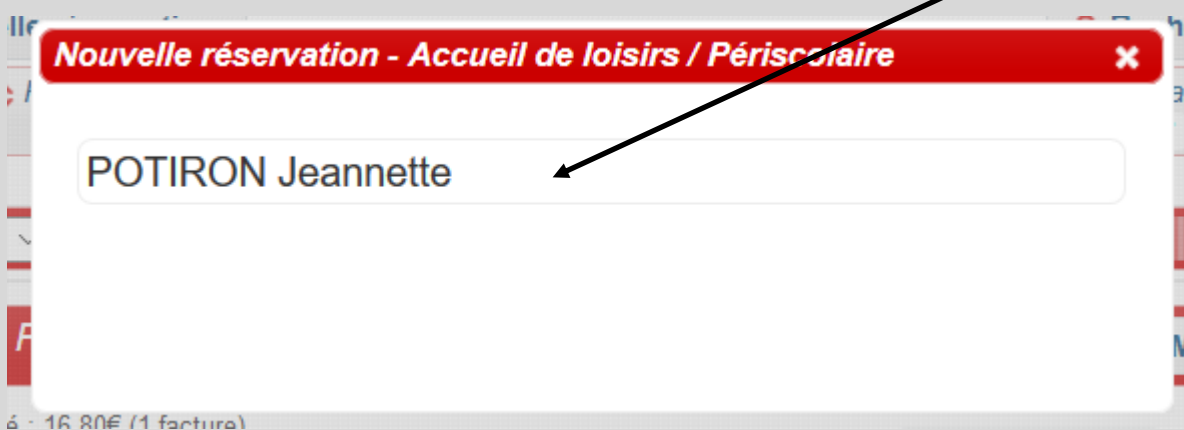 Nouvelle réservation - Accueil de loisirs / Périscolaire
POTIRON Jeannette
16,80€ (1 facture)